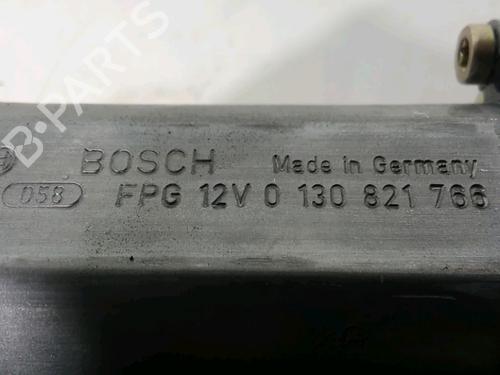 B-PARTS
BOSCH Made in Germany
058 FPG 12V 0 130 821 766